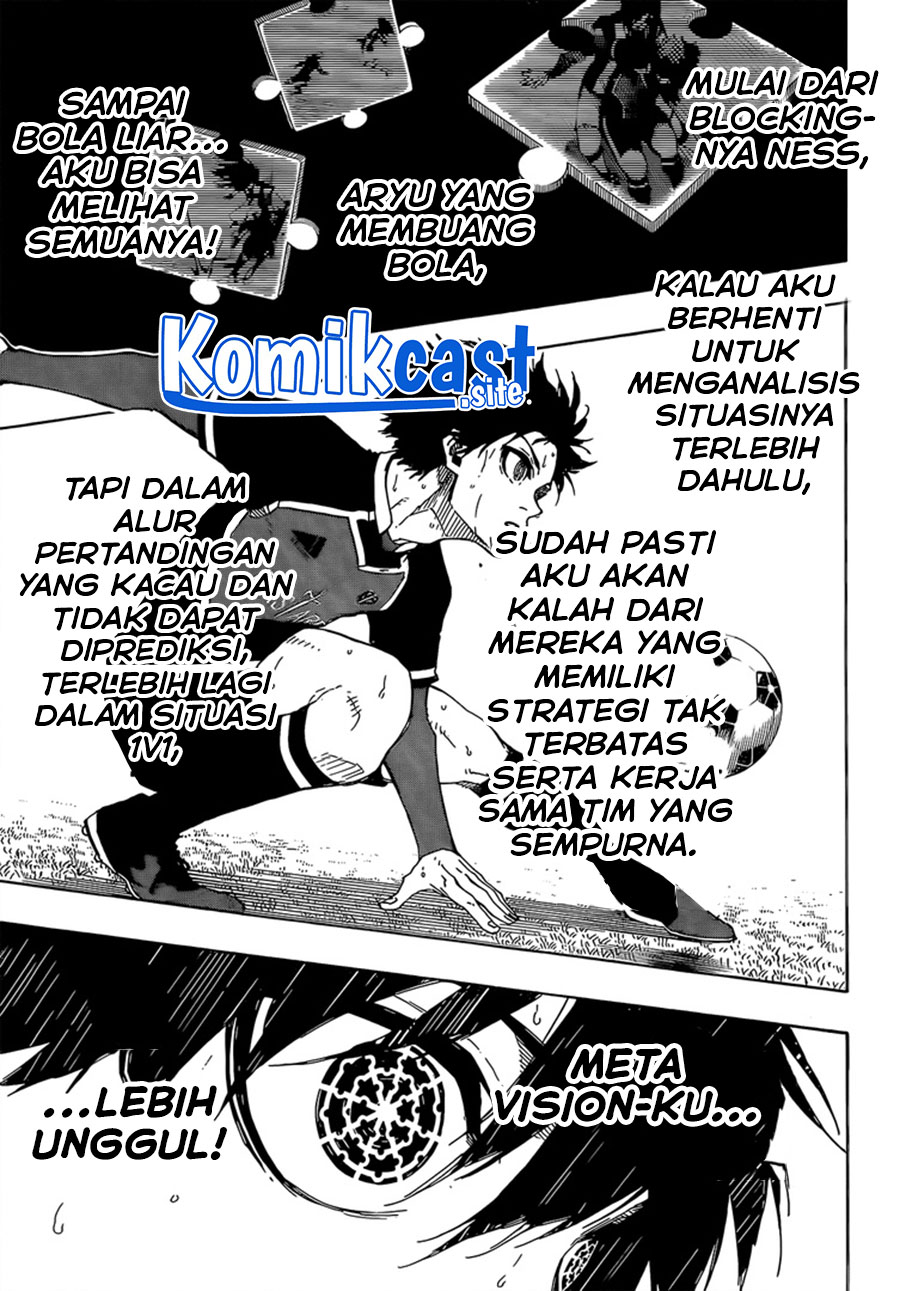 MULAI DARI
BLOCKING-
NYA NESS,
ARYU YANG
MEMBUANG
BOLA,
SAMPAI
BOLA LIAR...
AKU BISA
MELIHAT
SEMUANYA!
KALAU AKU
BERHENTI
UNTUK
MENGANALISIS
SITUASINYA
TERLEBIH
DAHULU,
SUDAH PASTI
AKU AKAN
KALAH DARI
MEREKA YANG
MEMILIKI
STRATEGI TAK
TERBATAS
SERTA KERJA
SAMA TIM YANG
SEMPURNA.
TAPI DALAM
ALUR
PERTANDINGAN
YANG KACAU DAN
TIDAK DAPAT
DIPREDIKSI,
TERLEBIH LAGI
DALAM SITUASI
1V1,
META
VISION-KU...
...LEBIH
UNGGUL!
Komikcast
.site